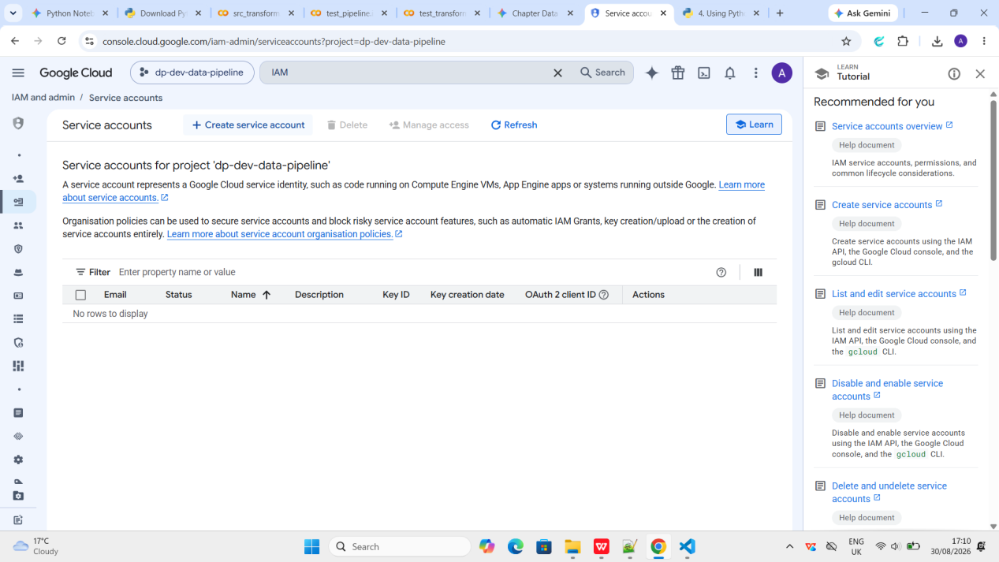 Python Noteb
Download Py
src_transform
test_pipeline.i
test_transform
Chapter Data
Service accou
4. Using Pyth
Ask Gemini
console.cloud.google.com/iam-admin/serviceaccounts?project=dp-dev-data-pipeline
A
Google Cloud
dp-dev-data-pipeline
IAM
Search
A
LEARN
Tutorial
IAM and admin / Service accounts
Service accounts
Create service account
Delete
Manage access
Refresh
Learn
Service accounts for project 'dp-dev-data-pipeline'
A service account represents a Google Cloud service identity, such as code running on Compute Engine VMs, App Engine apps or systems running outside Google. Learn more
about service accounts.
Organisation policies can be used to secure service accounts and block risky service account features, such as automatic IAM Grants, key creation/upload or the creation of
service accounts entirely. Learn more about service account organisation policies.
Filter Enter property name or value
Email Status Name Description Key ID Key creation date OAuth 2 client ID Actions
No rows to display
Recommended for you
Service accounts overview
Help document
IAM service accounts, permissions, and
common lifecycle considerations.
Create service accounts
Help document
Create service accounts using the IAM
API, the Google Cloud console, and the
gcloud CLI.
List and edit service accounts
Help document
List and edit service accounts using the
IAM API, the Google Cloud console, and
the gcloud CLI.
Disable and enable service
accounts
Help document
Disable and enable service accounts
using the IAM API, the Google Cloud
console, and the gcloud CLI.
Delete and undelete service
accounts
Help document
17°C
Cloudy
Search
W
ENG
UK
17:10
30/08/2026